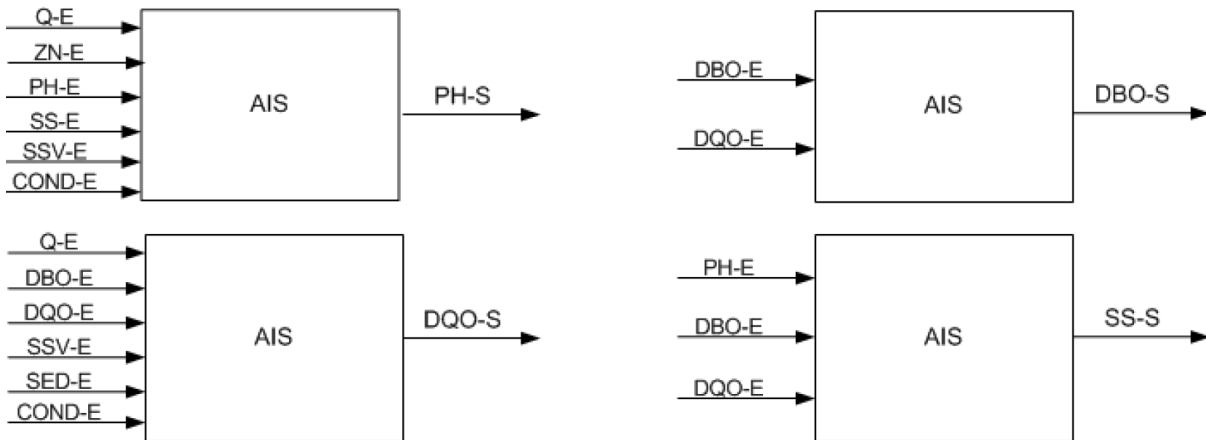 Q-E
ZN-E
PH-E
SS-E
SSV-E
COND-E
AIS
PH-S
DBO-E
DQO-E
AIS
DBO-S
Q-E
DBO-E
DQO-E
SSV-E
SED-E
COND-E
AIS
DQO-S
PH-E
DBO-E
DQO-E
AIS
SS-S